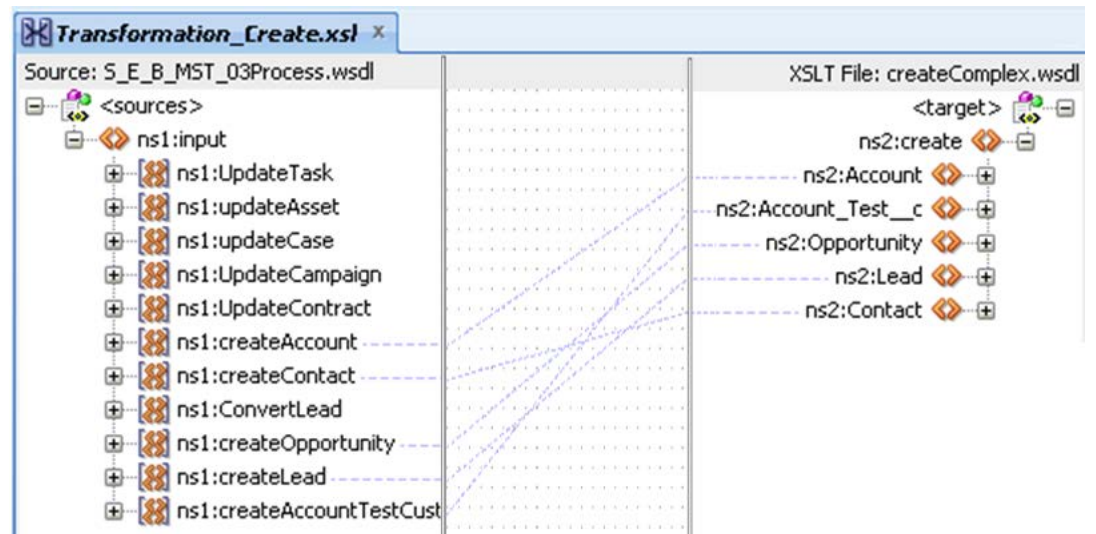 Transformation_Create.xsl
Source: S_E_B_MST_03Process.wsdl
XSLT File: createComplex.wsdl
<sources>
<target>
ns1:input
ns2:create
ns1:UpdateTask
ns2:Account
ns1:updateAsset
ns2:Account_Test__c
ns1:updateCase
ns2:Opportunity
ns1:UpdateCampaign
ns2:Lead
ns1:UpdateContract
ns2:Contact
ns1:createAccount
ns1:createContact
ns1:ConvertLead
ns1:createOpportunity
ns1:createLead
ns1:createAccountTestCust